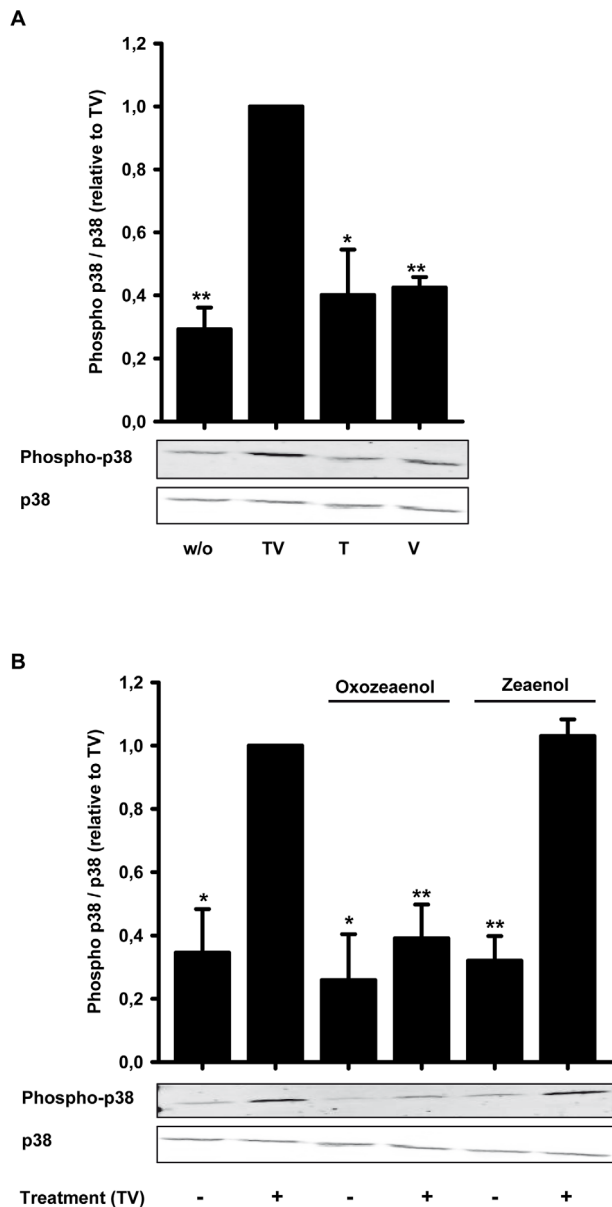 A
Phospho p38 / p38 (relative to TV)
1,2
1,0
0,8
0,6
0,4
0,2
0,0
**
*
**
Phospho-p38
p38
w/o TV T V
B
Phospho p38 / p38 (relative to TV)
1,2
1,0
0,8
0,6
0,4
0,2
0,0
Oxozeaenol Zeaenol
*
*
**
**
Phospho-p38
p38
Treatment (TV) - + - + - +